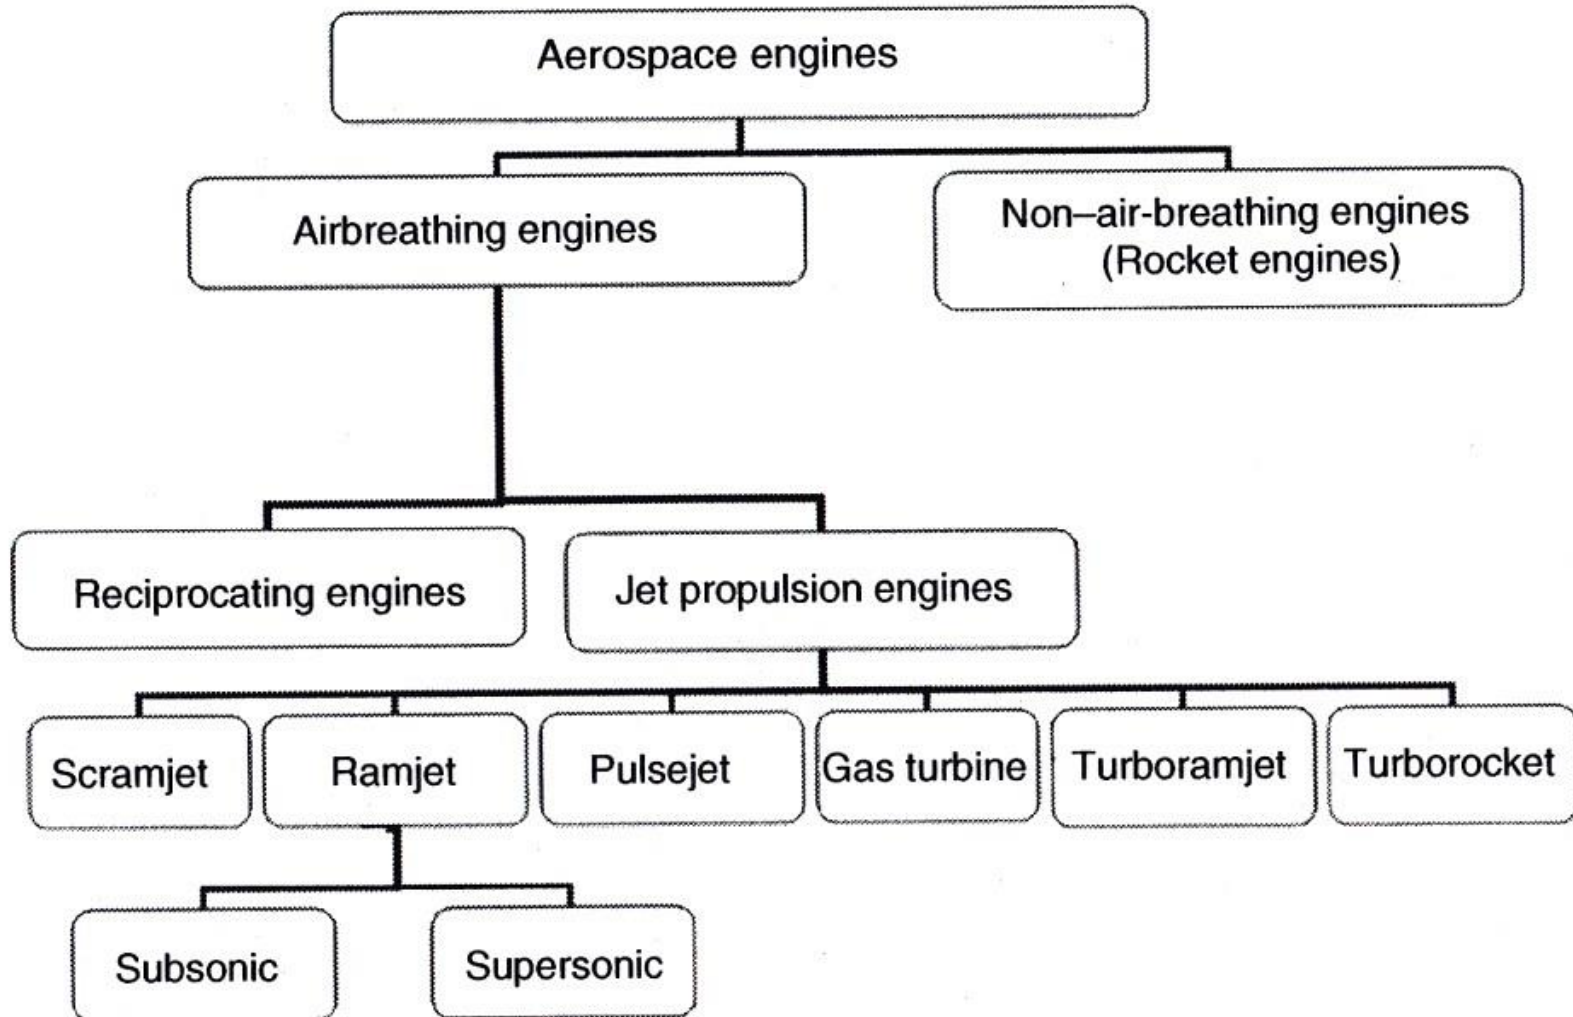 Aerospace engines
Airbreathing engines
Non–air-breathing engines
(Rocket engines)
Reciprocating engines
Jet propulsion engines
Scramjet
Ramjet
Pulsejet
Gas turbine
Turboramjet
Turborocket
Subsonic
Supersonic